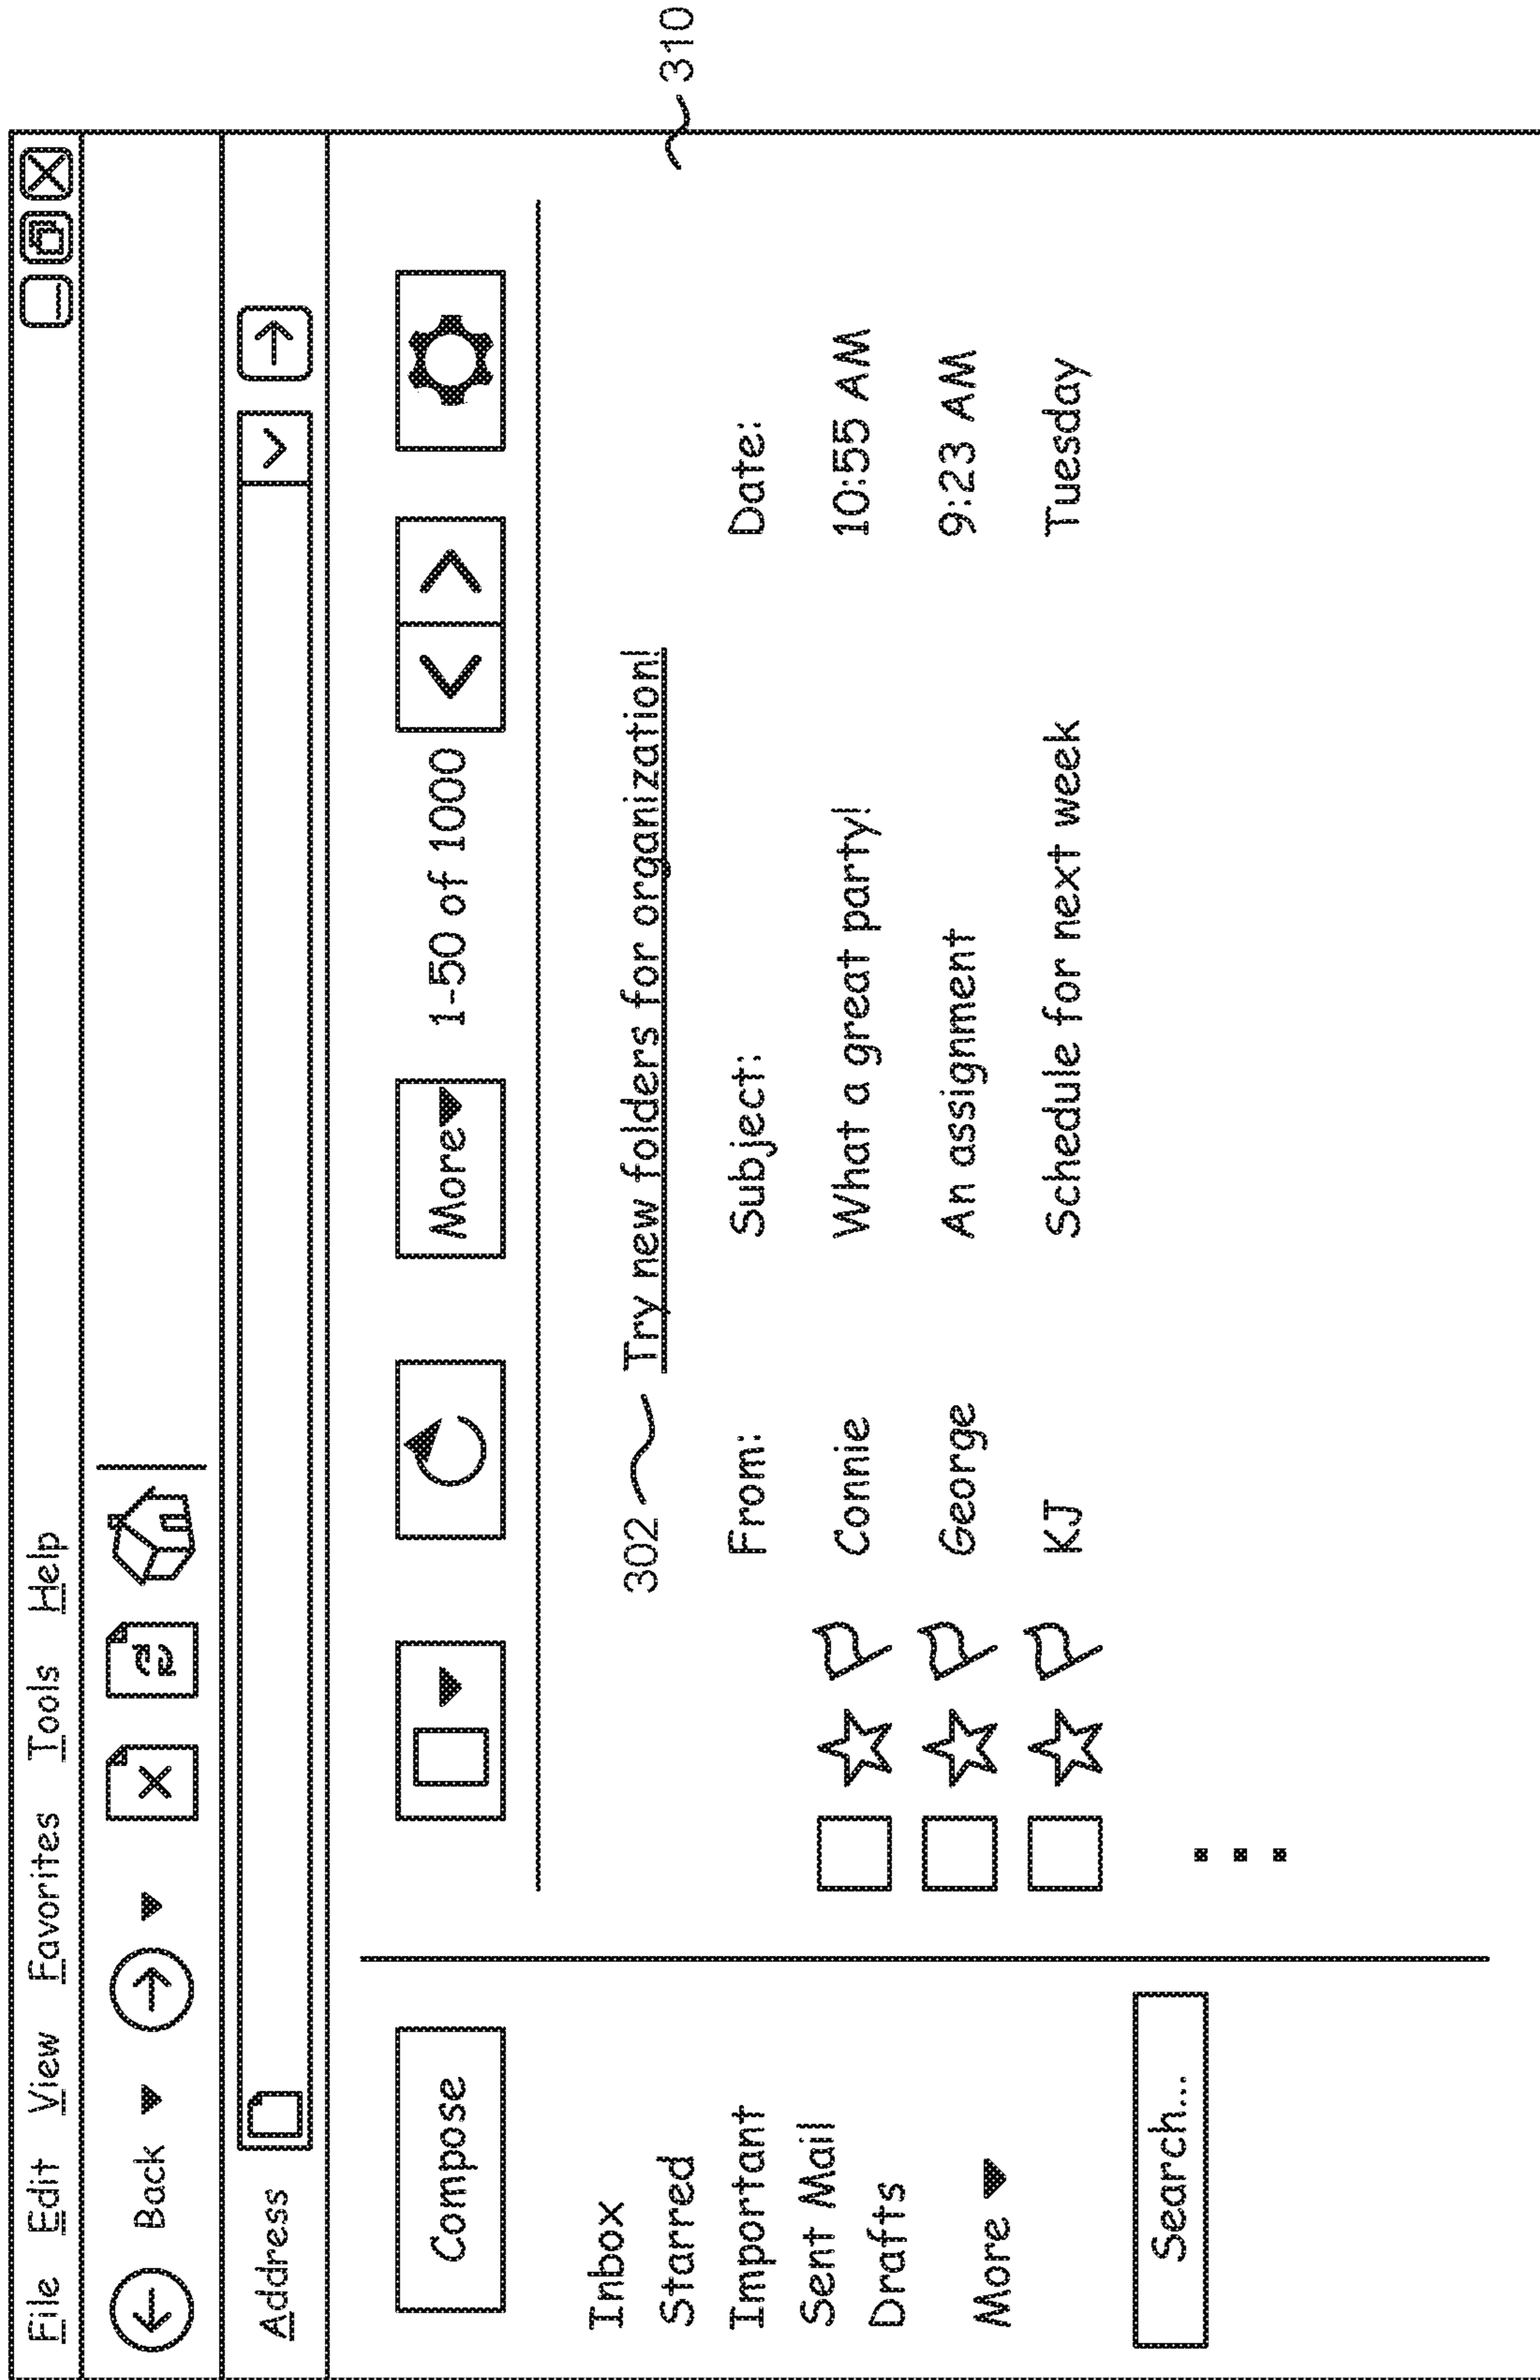 File Edit View Favorites Tools Help
Back
Address
Compose
More 1-50 of 1000
Inbox
Starred
Important
Sent Mail
Drafts
More
Search...
302 Try new folders for organization!
310
From: Subject: Date:
Connie What a great party! 10:55 AM
George An assignment 9:23 AM
KJ Schedule for next week Tuesday